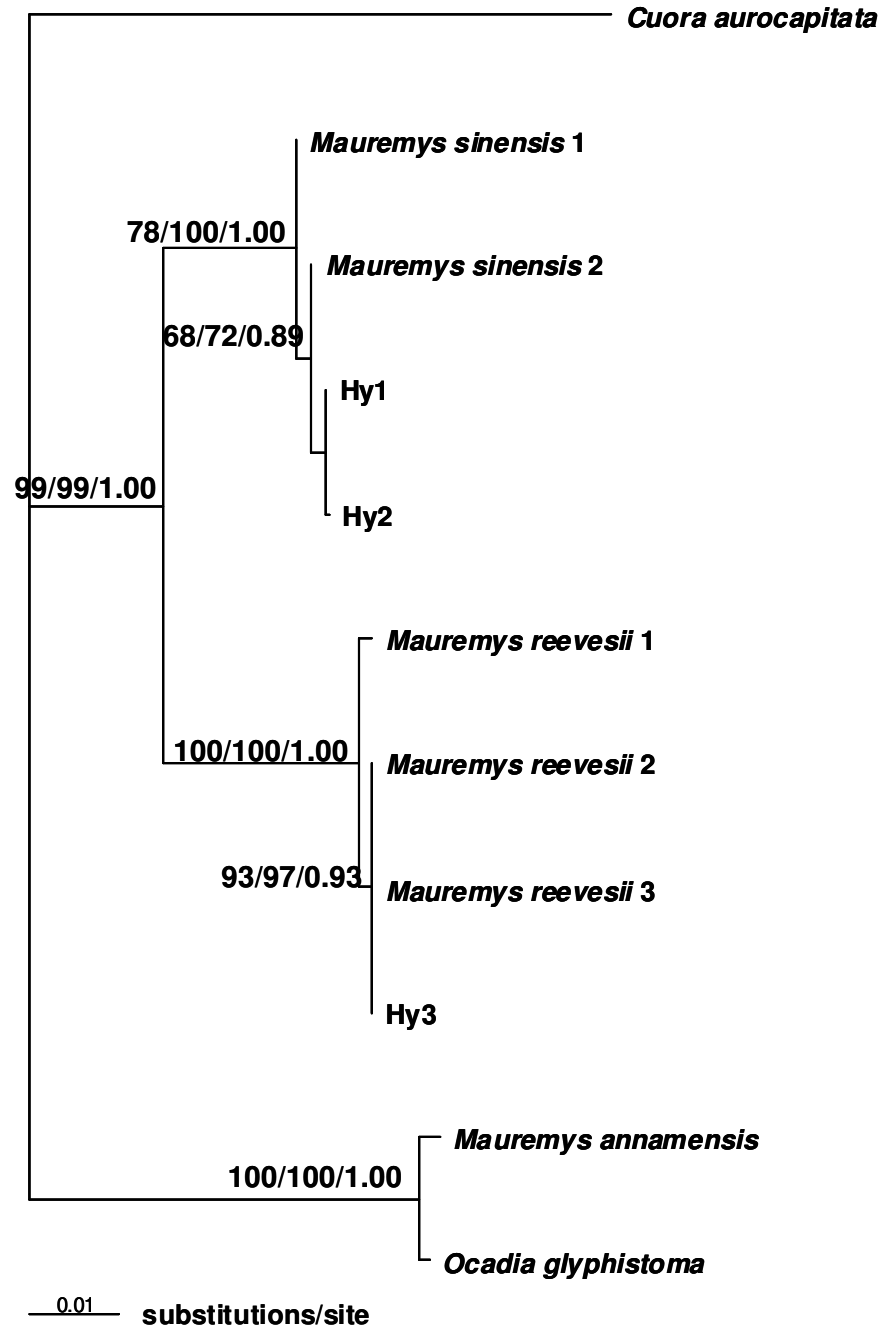 Cuora aurocapitata
Mauremys sinensis 1
78/100/1.00
Mauremys sinensis 2
68/72/0.89
Hy1
99/99/1.00
Hy2
Mauremys reevesii 1
100/100/1.00
Mauremys reevesii 2
93/97/0.93
Mauremys reevesii 3
Hy3
Mauremys annamensis
100/100/1.00
Ocadia glyphistoma
0.01 substitutions/site